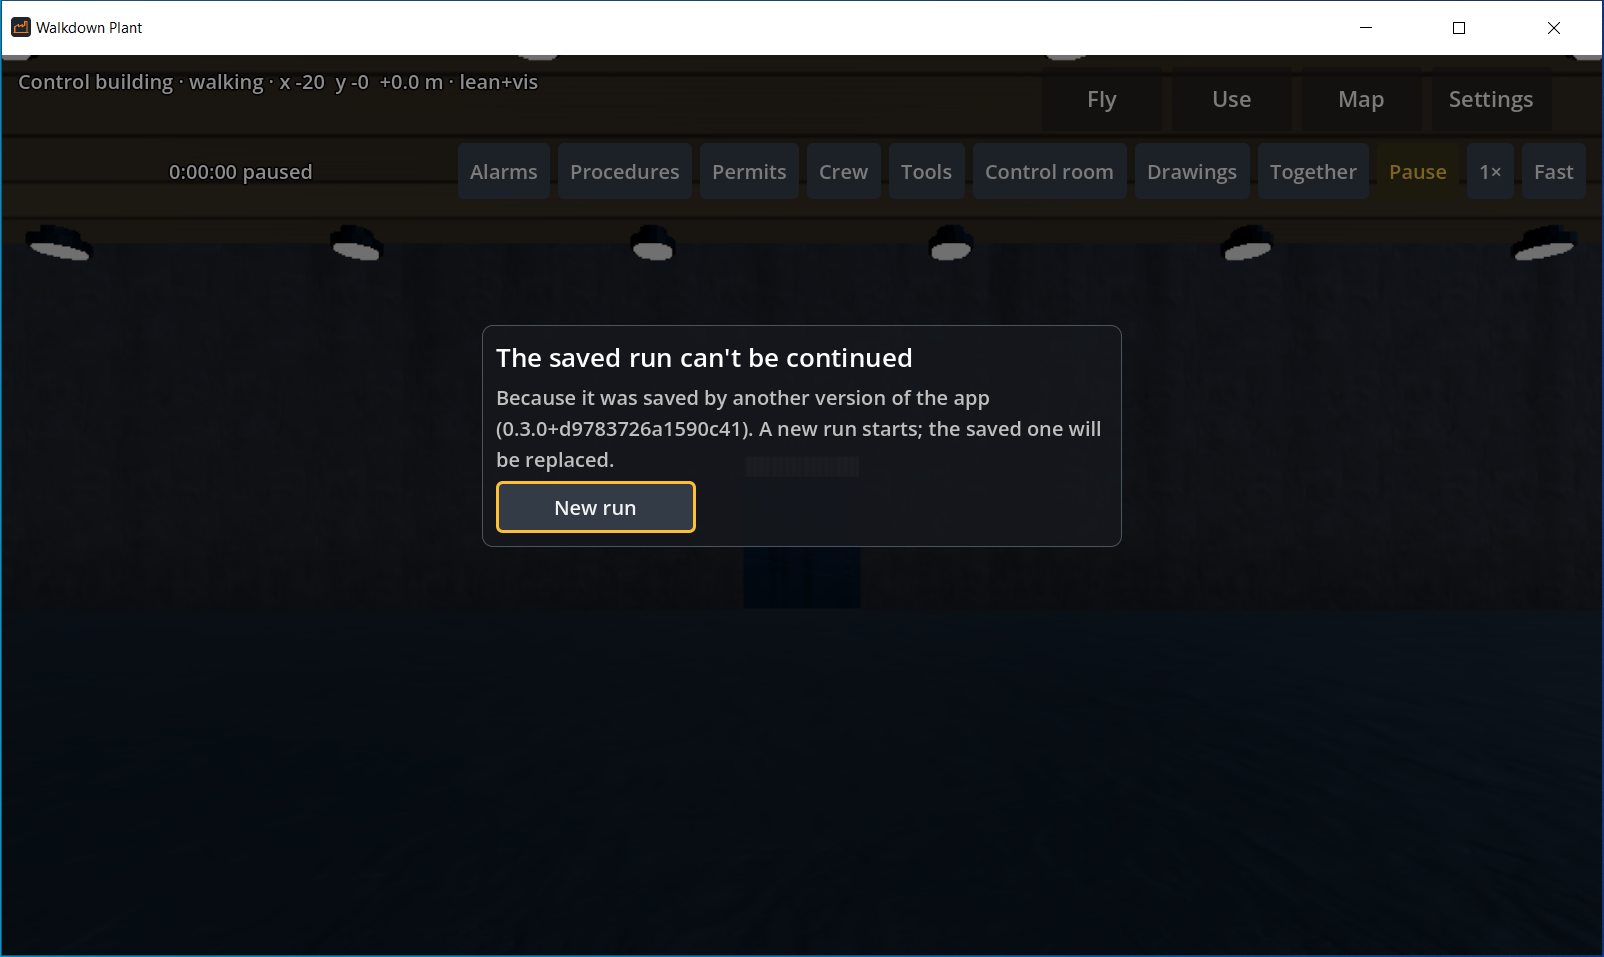 Walkdown Plant
Control building · walking · x -20 y -0 +0.0 m · lean+vis
Fly
Use
Map
Settings
0:00:00 paused
Alarms
Procedures
Permits
Crew
Tools
Control room
Drawings
Together
Pause
1×
Fast
The saved run can't be continued
Because it was saved by another version of the app
(0.3.0+d9783726a1590c41). A new run starts; the saved one will
be replaced.
New run